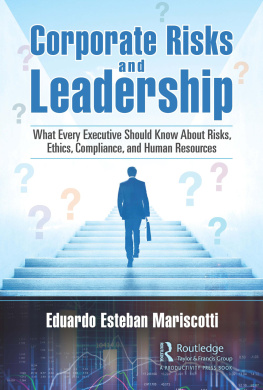 Corporate Risks
and
Leadership
What Every Executive Should Know About Risks,
Ethics, Compliance, and Human Resources
Eduardo Esteban Mariscotti
Routledge
Taylor & Francis Group
A PRODUCTIVITY PRESS BOOK